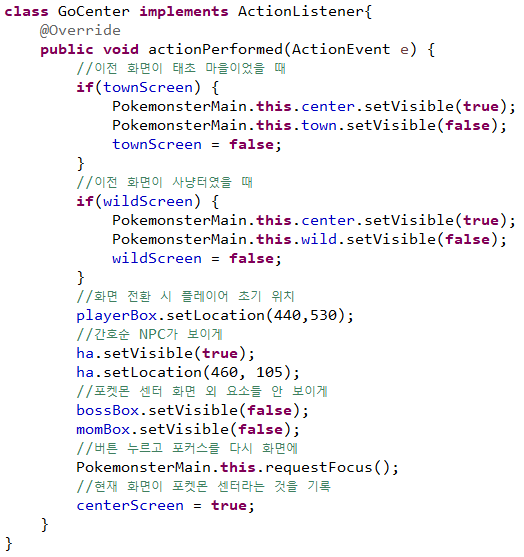 class GoCenter implements ActionListener{
@Override
public void actionPerformed(ActionEvent e) {
//이전 화면이 태초 마을이었을 때
if(townScreen) {
PokemonsterMain.this.center.setVisible(true);
PokemonsterMain.this.town.setVisible(false);
townScreen = false;
}
//이전 화면이 사냥터였을 때
if(wildScreen) {
PokemonsterMain.this.center.setVisible(true);
PokemonsterMain.this.wild.setVisible(false);
wildScreen = false;
}
//화면 전환 시 플레이어 초기 위치
playerBox.setLocation(440,530);
//간호순 NPC가 보이게
ha.setVisible(true);
ha.setLocation(460, 105);
//포켓몬 센터 화면 외 요소들 안 보이게
bossBox.setVisible(false);
momBox.setVisible(false);
//버튼 누르고 포커스를 다시 화면에
PokemonsterMain.this.requestFocus();
//현재 화면이 포켓몬 센터라는 것을 기록
centerScreen = true;
}
}